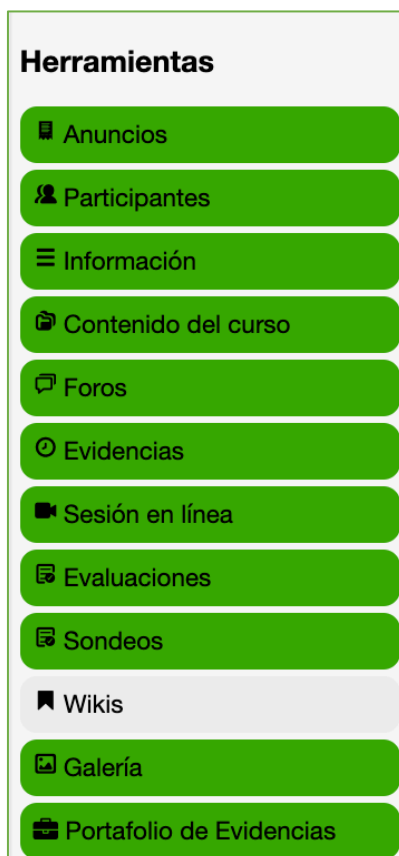 Herramientas
Anuncios
Participantes
Información
Contenido del curso
Foros
Evidencias
Sesión en línea
Evaluaciones
Sondeos
Wikis
Galería
Portafolio de Evidencias